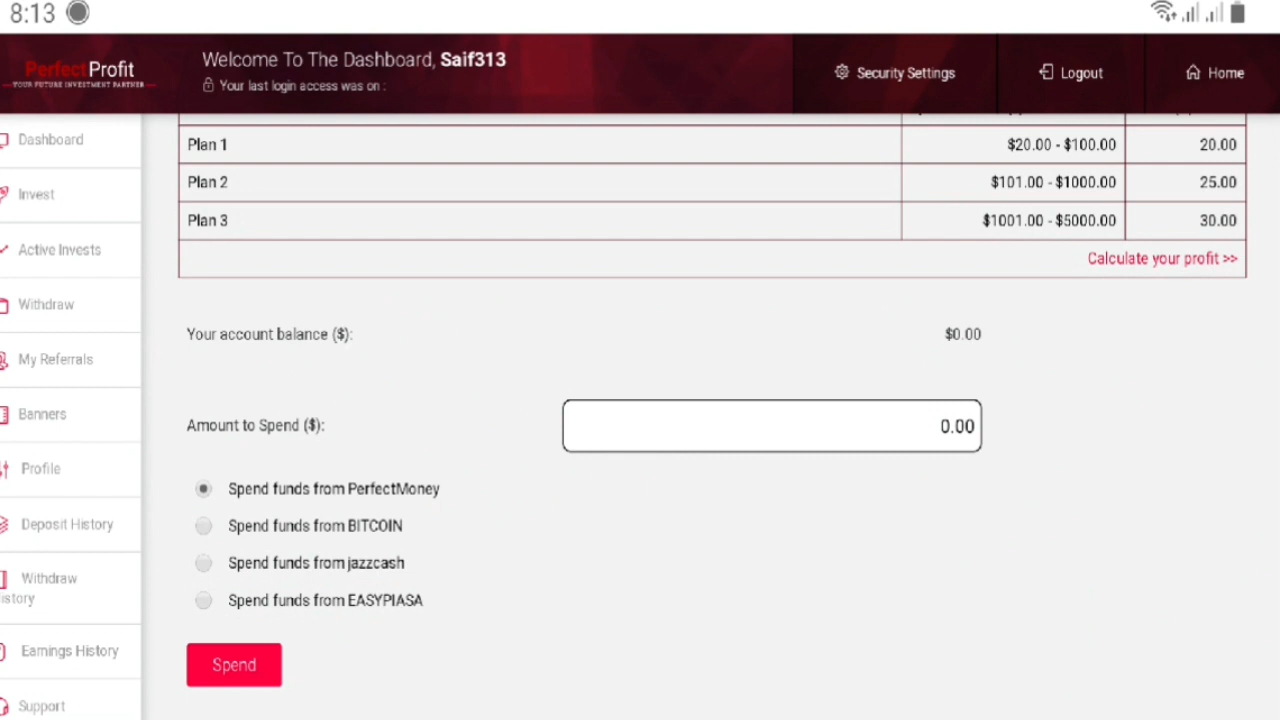 8:13
PerfectProfit
YOUR FUTURE INVESTMENT PARTNER
Welcome To The Dashboard, Saif313
Your last login access was on :
Security Settings
Logout
Home
Dashboard
Invest
Active Invests
Withdraw
My Referrals
Banners
Profile
Deposit History
Withdraw
istory
Earnings History
Support
Plan 1 $20.00 - $100.00 20.00
Plan 2 $101.00 - $1000.00 25.00
Plan 3 $1001.00 - $5000.00 30.00
Calculate your profit >>
Your account balance ($): $0.00
Amount to Spend ($): 0.00
Spend funds from PerfectMoney
Spend funds from BITCOIN
Spend funds from jazzcash
Spend funds from EASYPIASA
Spend